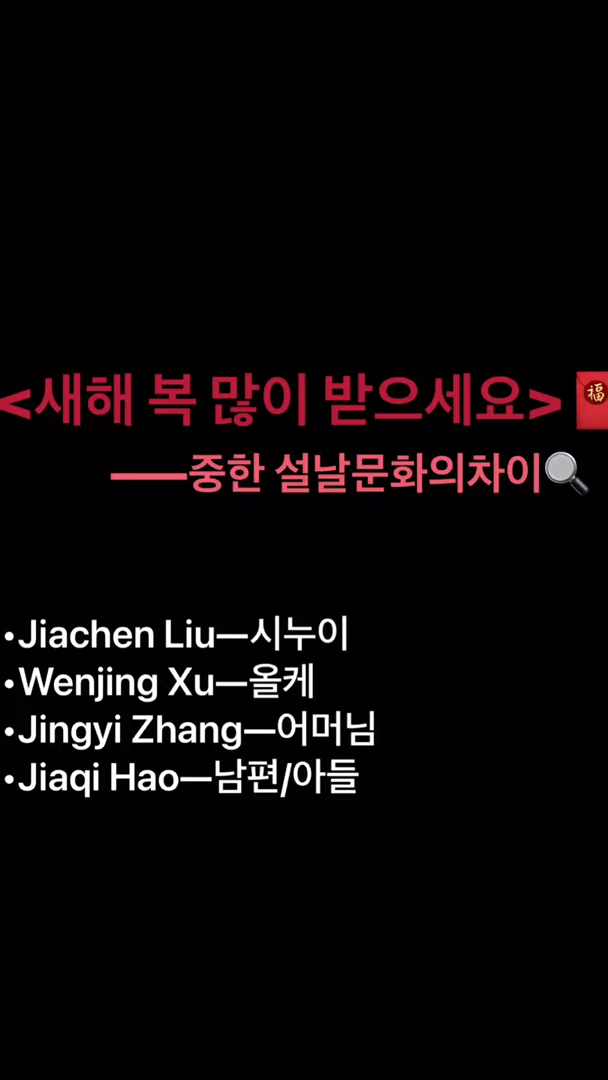 <새해 복 많이 받으세요>🧧
——중한 설날문화의차이🔍
•Jiachen Liu—시누이
•Wenjing Xu—올케
•Jingyi Zhang—어머님
•Jiaqi Hao—남편/아들